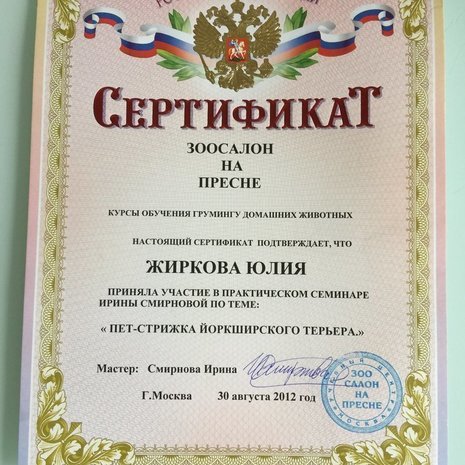 СЕРТИФИКАТ
ЗООСАЛОН
НА
ПРЕСНЕ
КУРСЫ ОБУЧЕНИЯ ГРУМИНГУ ДОМАШНИХ ЖИВОТНЫХ
НАСТОЯЩИЙ СЕРТИФИКАТ ПОДТВЕРЖДАЕТ, ЧТО
ЖИРКОВА ЮЛИЯ
ПРИНЯЛА УЧАСТИЕ В ПРАКТИЧЕСКОМ СЕМИНАРЕ
ИРИНЫ СМИРНОВОЙ ПО ТЕМЕ:
« ПЕТ-СТРИЖКА ЙОРКШИРСКОГО ТЕРЬЕРА.»
Мастер: Смирнова Ирина
Г.Москва 30 августа 2012 год
ЗОО
САЛОН
НА
ПРЕСНЕ
ЦЕНТР
МОСКВА